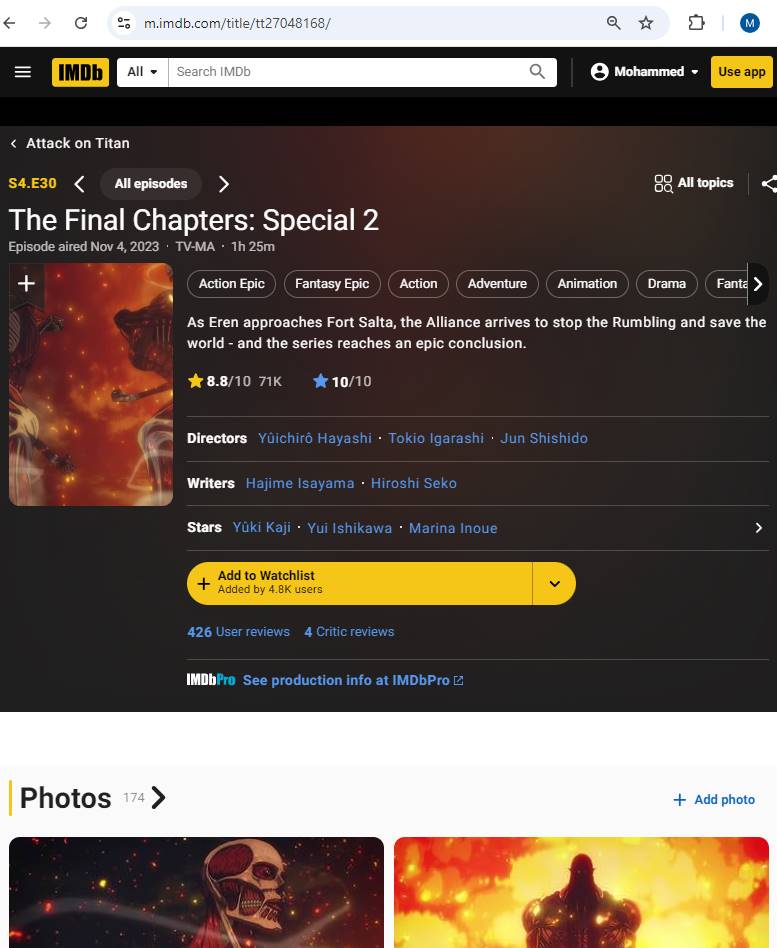 m.imdb.com/title/tt27048168/
M
IMDb
All
Search IMDb
Mohammed
Use app
Attack on Titan
S4.E30
All episodes
All topics
The Final Chapters: Special 2
Episode aired Nov 4, 2023 · TV-MA · 1h 25m
Action Epic
Fantasy Epic
Action
Adventure
Animation
Drama
Fanta
As Eren approaches Fort Salta, the Alliance arrives to stop the Rumbling and save the
world - and the series reaches an epic conclusion.
8.8/10 71K
10/10
Directors Yûichirô Hayashi · Tokio Igarashi · Jun Shishido
Writers Hajime Isayama · Hiroshi Seko
Stars Yûki Kaji · Yui Ishikawa · Marina Inoue
+ Add to Watchlist
Added by 4.8K users
426 User reviews 4 Critic reviews
IMDbPro See production info at IMDbPro
Photos 174
+ Add photo